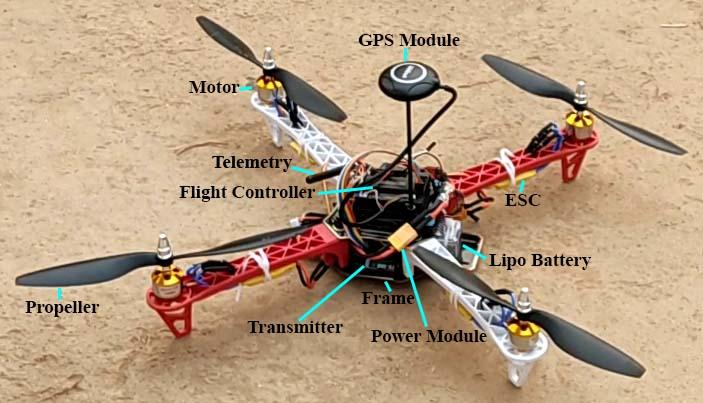 GPS Module
Motor
Telemetry
Flight Controller
ESC
Lipo Battery
Propeller
Frame
Transmitter
Power Module